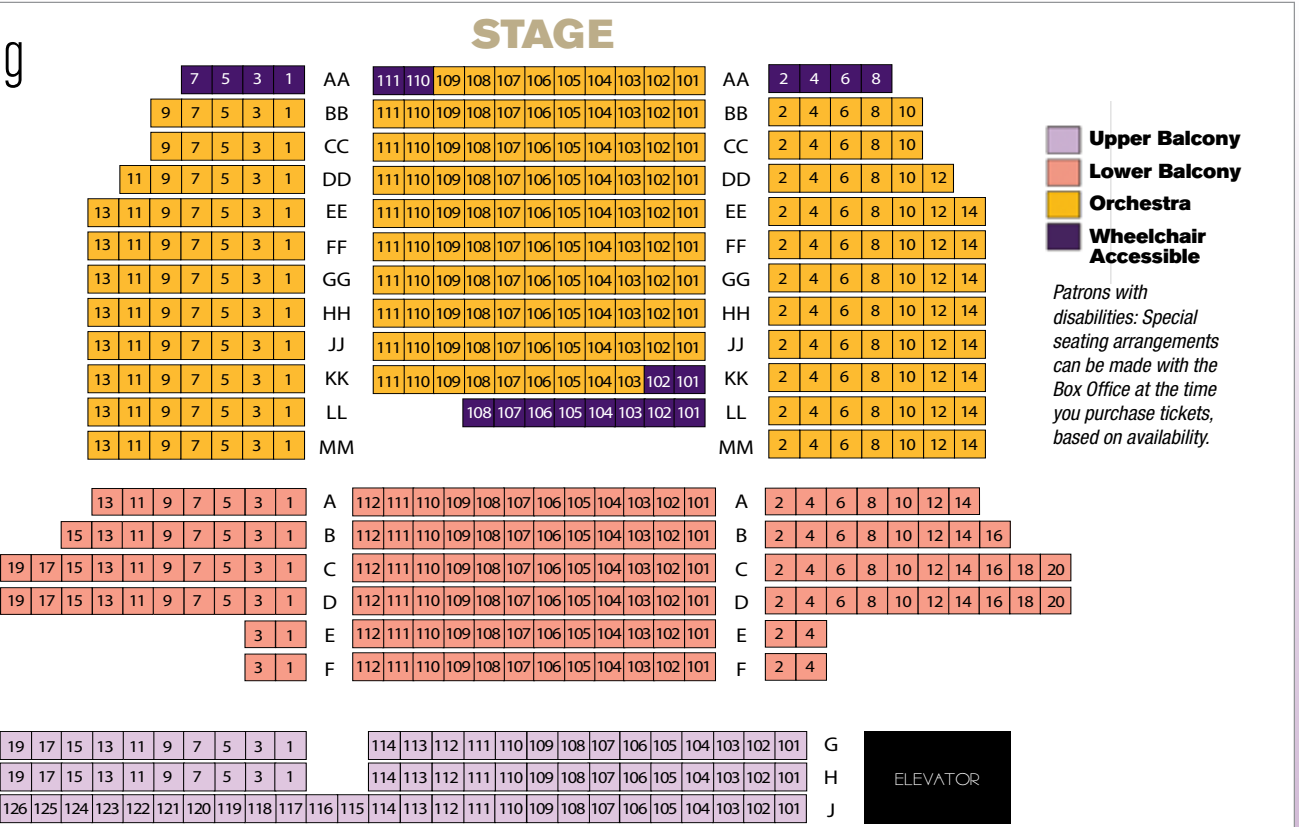 STAGE
g
7 5 3 1 AA 111 110 109 108 107 106 105 104 103 102 101 AA 2 4 6 8
9 7 5 3 1 BB 111 110 109 108 107 106 105 104 103 102 101 BB 2 4 6 8 10
9 7 5 3 1 CC 111 110 109 108 107 106 105 104 103 102 101 CC 2 4 6 8 10
11 9 7 5 3 1 DD 111 110 109 108 107 106 105 104 103 102 101 DD 2 4 6 8 10 12
13 11 9 7 5 3 1 EE 111 110 109 108 107 106 105 104 103 102 101 EE 2 4 6 8 10 12 14
13 11 9 7 5 3 1 FF 111 110 109 108 107 106 105 104 103 102 101 FF 2 4 6 8 10 12 14
13 11 9 7 5 3 1 GG 111 110 109 108 107 106 105 104 103 102 101 GG 2 4 6 8 10 12 14
13 11 9 7 5 3 1 HH 111 110 109 108 107 106 105 104 103 102 101 HH 2 4 6 8 10 12 14
13 11 9 7 5 3 1 JJ 111 110 109 108 107 106 105 104 103 102 101 JJ 2 4 6 8 10 12 14
13 11 9 7 5 3 1 KK 111 110 109 108 107 106 105 104 103 102 101 KK 2 4 6 8 10 12 14
13 11 9 7 5 3 1 LL 108 107 106 105 104 103 102 101 LL 2 4 6 8 10 12 14
13 11 9 7 5 3 1 MM MM 2 4 6 8 10 12 14
Upper Balcony
Lower Balcony
Orchestra
Wheelchair
Accessible
Patrons with
disabilities: Special
seating arrangements
can be made with the
Box Office at the time
you purchase tickets,
based on availability.
13 11 9 7 5 3 1 A 112 111 110 109 108 107 106 105 104 103 102 101 A 2 4 6 8 10 12 14
15 13 11 9 7 5 3 1 B 112 111 110 109 108 107 106 105 104 103 102 101 B 2 4 6 8 10 12 14 16
19 17 15 13 11 9 7 5 3 1 C 112 111 110 109 108 107 106 105 104 103 102 101 C 2 4 6 8 10 12 14 16 18 20
19 17 15 13 11 9 7 5 3 1 D 112 111 110 109 108 107 106 105 104 103 102 101 D 2 4 6 8 10 12 14 16 18 20
3 1 E 112 111 110 109 108 107 106 105 104 103 102 101 E 2 4
3 1 F 112 111 110 109 108 107 106 105 104 103 102 101 F 2 4
19 17 15 13 11 9 7 5 3 1 114 113 112 111 110 109 108 107 106 105 104 103 102 101 G
19 17 15 13 11 9 7 5 3 1 114 113 112 111 110 109 108 107 106 105 104 103 102 101 H
126 125 124 123 122 121 120 119 118 117 116 115 114 113 112 111 110 109 108 107 106 105 104 103 102 101 J
ELEVATOR